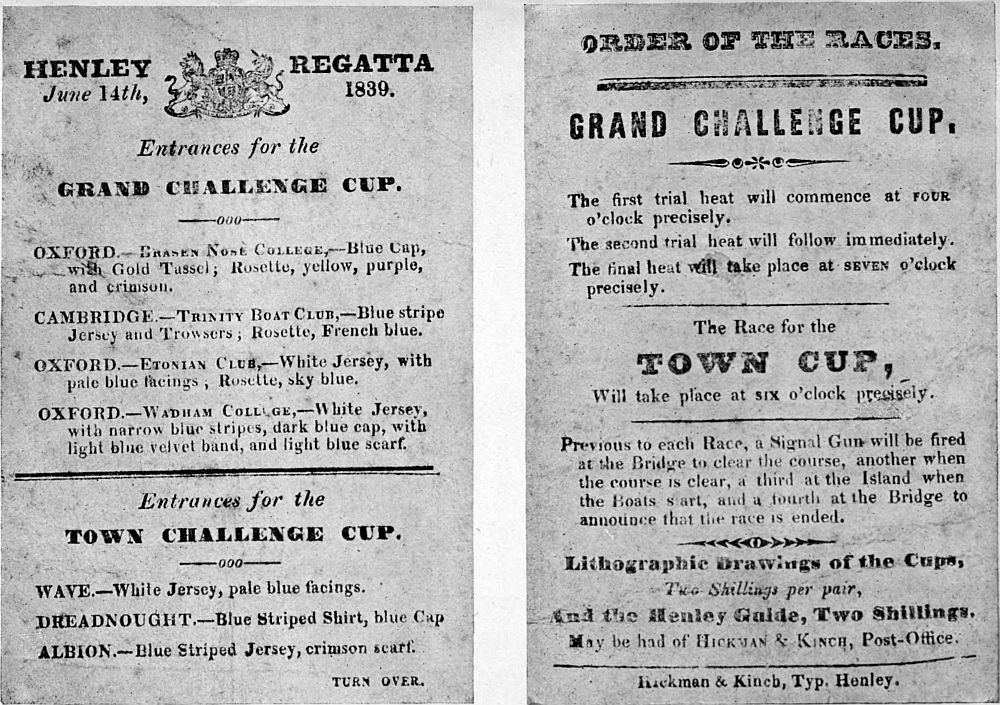 HENLEY REGATTA
June 14th, 1839.
Entrances for the
GRAND CHALLENGE CUP.
ooo
OXFORD.—BRASEN NOSE COLLEGE,—Blue Cap,
with Gold Tassel; Rosette, yellow, purple,
and crimson.
CAMBRIDGE.—TRINITY BOAT CLUB,—Blue stripe
Jersey and Trowsers; Rosette, French blue.
OXFORD.—ETONIAN CLUB,—White Jersey, with
pale blue facings, Rosette, sky blue.
OXFORD.—WADHAM COLLEGE,—White Jersey,
with narrow blue stripes, dark blue cap, with
light blue velvet band, and light blue scarf.
Entrances for the
TOWN CHALLENGE CUP.
ooo
WAVE.—White Jersey, pale blue facings.
DREADNOUGHT.—Blue Striped Shirt, blue Cap
ALBION.—Blue Striped Jersey, crimson scarf.
TURN OVER.
ORDER OF THE RACES.
GRAND CHALLENGE CUP.
The first trial heat will commence at FOUR
o'clock precisely.
The second trial heat will follow immediately.
The final heat will take place at SEVEN o'clock
precisely.
The Race for the
TOWN CUP,
Will take place at SIX o'clock precisely.
Previous to each Race, a Signal Gun will be fired
at the Bridge to clear the course, another when
the course is clear, a third at the Island when
the Boats start, and a fourth at the Bridge to
announce that the race is ended.
Lithographic Drawings of the Cups,
Two Shillings per pair,
And the Henley Guide, Two Shillings.
May be had of HICKMAN & KINCH, Post-Office.
Hickman & Kinch, Typ. Henley.